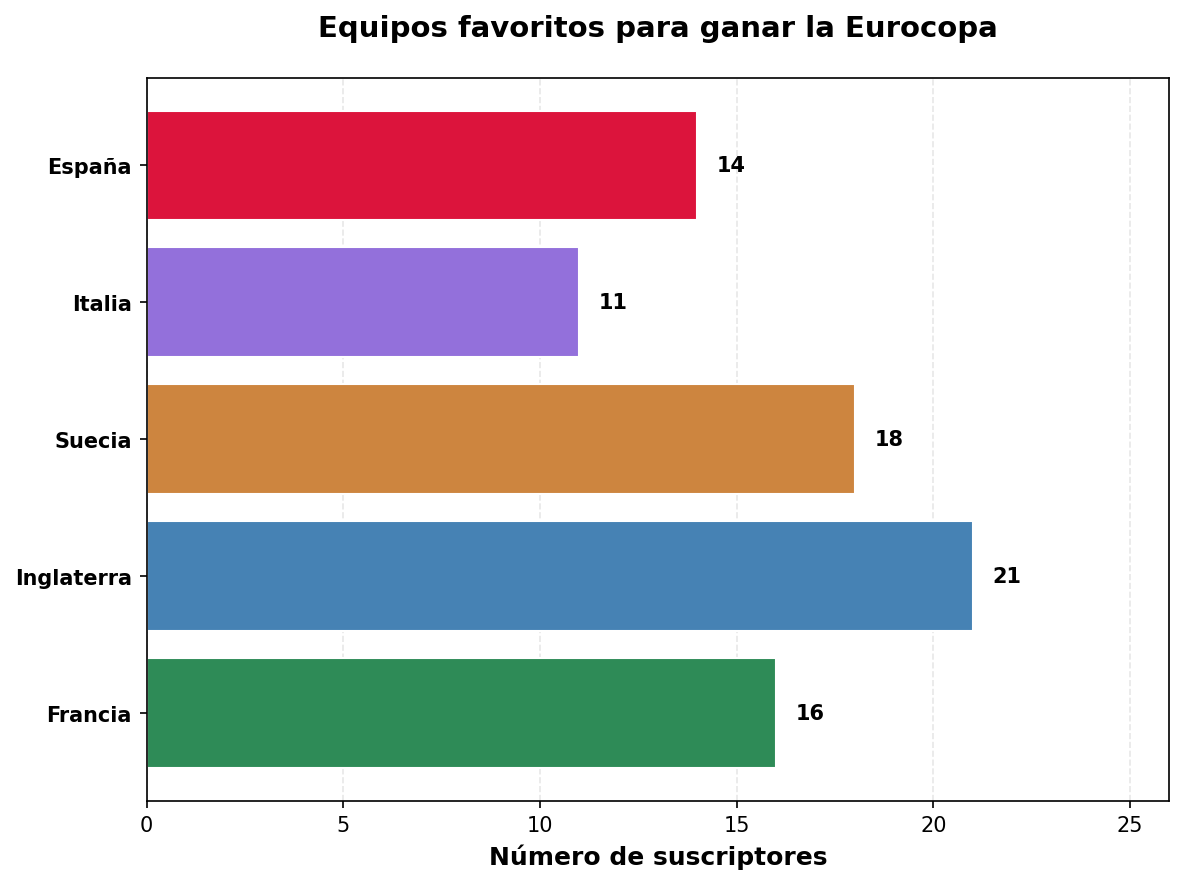 Equipos favoritos para ganar la Eurocopa
España
14
Italia
11
Suecia
18
Inglaterra
21
Francia
16
0 5 10 15 20 25
Número de suscriptores